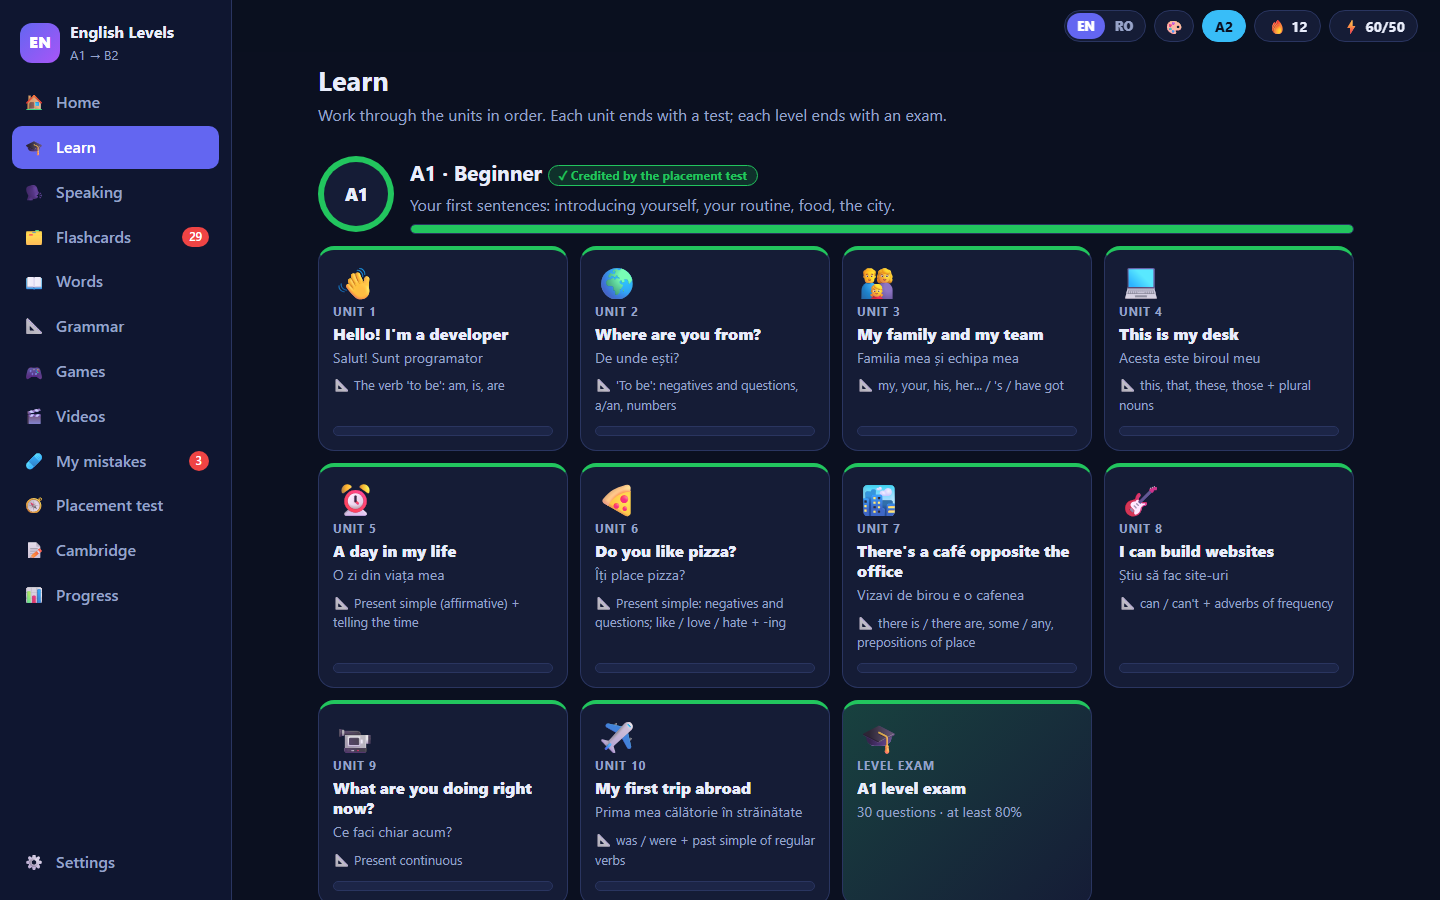 EN
English Levels
A1 → B2
Home
Learn
Speaking
Flashcards 29
Words
Grammar
Games
Videos
My mistakes 3
Placement test
Cambridge
Progress
Settings
EN RO A2 12 60/50
Learn
Work through the units in order. Each unit ends with a test; each level ends with an exam.
A1
A1 · Beginner ✓ Credited by the placement test
Your first sentences: introducing yourself, your routine, food, the city.
UNIT 1
Hello! I'm a developer
Salut! Sunt programator
The verb 'to be': am, is, are
UNIT 2
Where are you from?
De unde ești?
'To be': negatives and questions,
a/an, numbers
UNIT 3
My family and my team
Familia mea și echipa mea
my, your, his, her... / 's / have got
UNIT 4
This is my desk
Acesta este biroul meu
this, that, these, those + plural
nouns
UNIT 5
A day in my life
O zi din viața mea
Present simple (affirmative) +
telling the time
UNIT 6
Do you like pizza?
Îți place pizza?
Present simple: negatives and
questions; like / love / hate + -ing
UNIT 7
There's a café opposite the
office
Vizavi de birou e o cafenea
there is / there are, some / any,
prepositions of place
UNIT 8
I can build websites
Știu să fac site-uri
can / can't + adverbs of frequency
UNIT 9
What are you doing right
now?
Ce faci chiar acum?
Present continuous
UNIT 10
My first trip abroad
Prima mea călătorie în străinătate
was / were + past simple of regular
verbs
LEVEL EXAM
A1 level exam
30 questions · at least 80%